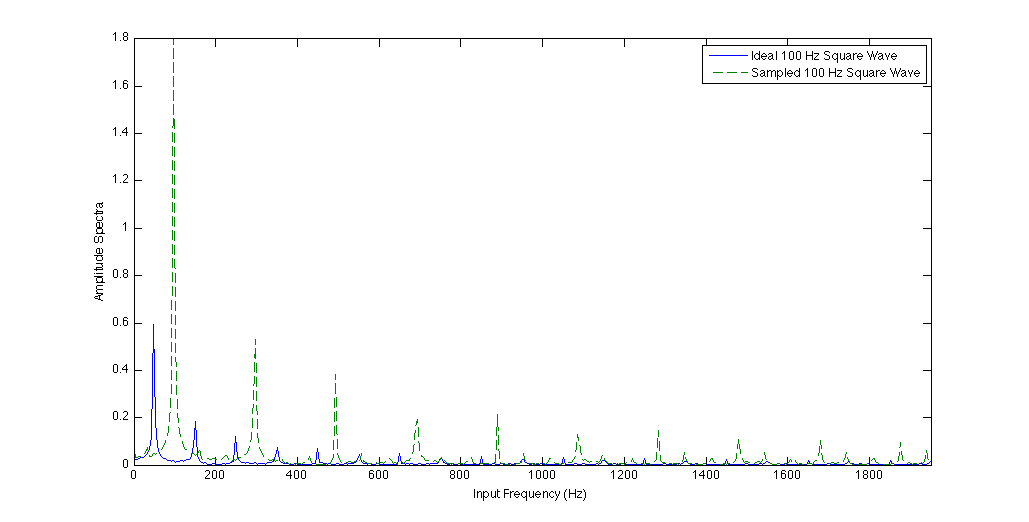 1.8
1.6
1.4
1.2
1
0.8
0.6
0.4
0.2
0
Amplitude Spectra
Ideal 100 Hz Square Wave
Sampled 100 Hz Square Wave
0 200 400 600 800 1000 1200 1400 1600 1800
Input Frequency (Hz)